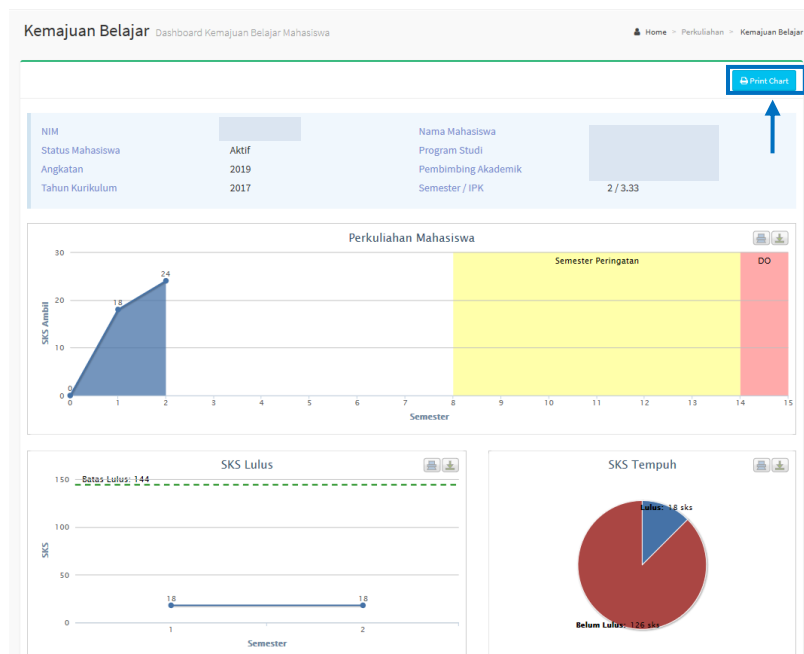 Kemajuan Belajar Dashboard Kemajuan Belajar Mahasiswa
Home > Perkuliahan > Kemajuan Belajar
Print Chart
NIM
Nama Mahasiswa
Status Mahasiswa Aktif
Program Studi
Angkatan 2019
Pembimbing Akademik
Tahun Kurikulum 2017
Semester / IPK 2 / 3.33
Perkuliahan Mahasiswa
Semester Peringatan
DO
SKS Ambil
30
20
10
0
0
18
24
0 1 2 3 4 5 6 7 8 9 10 11 12 13 14 15
Semester
SKS Lulus
Batas Lulus: 144
SKS
150
100
50
0
18
18
1 2
Semester
SKS Tempuh
Lulus: 18 sks
Belum Lulus: 126 sks